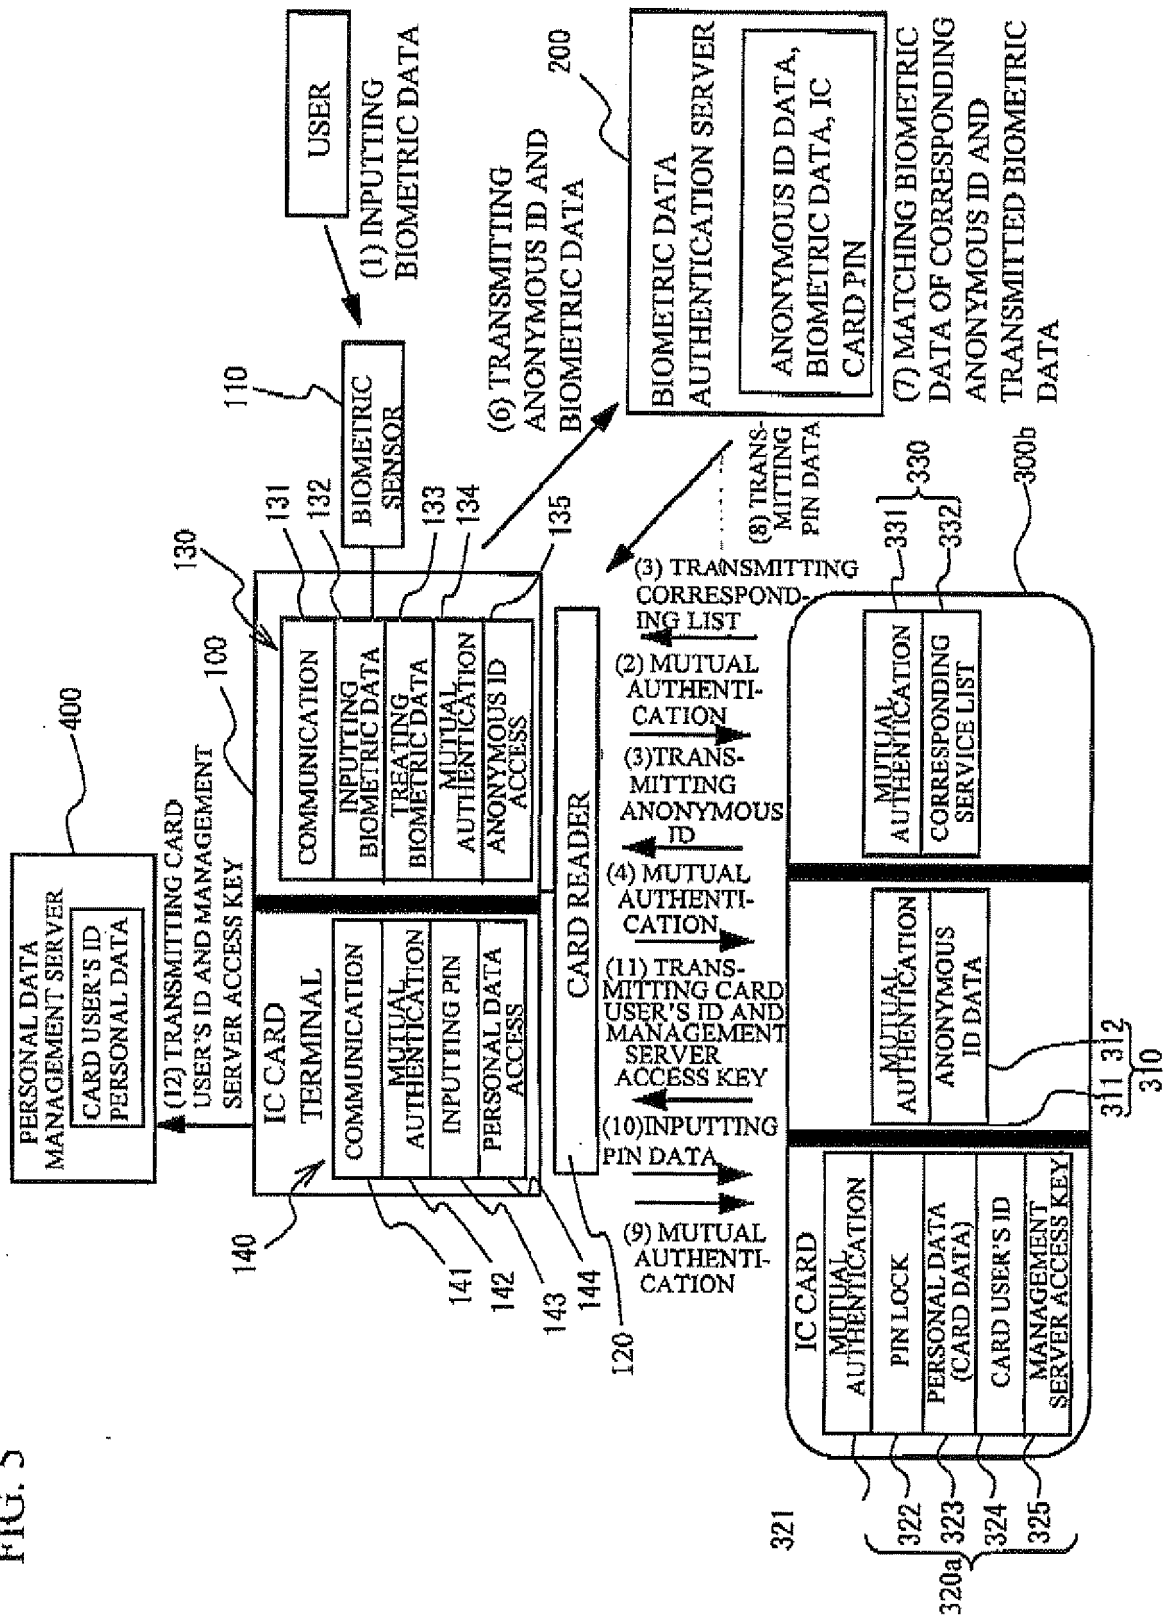 FIG. 5
PERSONAL DATA
MANAGEMENT SERVER
CARD USER'S ID
PERSONAL DATA
400
(12) TRANSMITTING CARD
USER'S ID AND MANAGEMENT
SERVER ACCESS KEY
100
IC CARD
TERMINAL
140
COMMUNICATION
MUTUAL
AUTHENTICATION
INPUTTING PIN
PERSONAL DATA
ACCESS
141
142
143
144
120
130
COMMUNICATION
INPUTTING
BIOMETRIC DATA
TREATING
BIOMETRIC DATA
MUTUAL
AUTHENTICATION
ANONYMOUS ID
ACCESS
131
132
133
134
135
110
BIOMETRIC
SENSOR
USER
(1) INPUTTING
BIOMETRIC DATA
CARD READER
(6) TRANSMITTING
ANONYMOUS ID AND
BIOMETRIC DATA
200
BIOMETRIC DATA
AUTHENTICATION SERVER
ANONYMOUS ID DATA,
BIOMETRIC DATA, IC
CARD PIN
(7) MATCHING BIOMETRIC
DATA OF CORRESPONDING
ANONYMOUS ID AND
TRANSMITTED BIOMETRIC
DATA
(8) TRANS-
MITTING
PIN DATA
(3) TRANSMITTING
CORRESPOND-
ING LIST
(2) MUTUAL
AUTHENTI-
CATION
(3)TRANS-
MITTING
ANONYMOUS
ID
(4) MUTUAL
AUTHENTI-
CATION
(11) TRANS-
MITTING CARD
USER'S ID AND
MANAGEMENT
SERVER
ACCESS KEY
(10)INPUTTING
PIN DATA
(9) MUTUAL
AUTHENTI-
CATION
IC CARD
MUTUAL
AUTHENTICATION
PIN LOCK
PERSONAL DATA
(CARD DATA)
CARD USER'S ID
MANAGEMENT
SERVER ACCESS KEY
321
322
323
324
325
320a
MUTUAL
AUTHENTICATION
ANONYMOUS
ID DATA
311
312
310
MUTUAL
AUTHENTICATION
CORRESPONDING
SERVICE LIST
331
332
330
300b